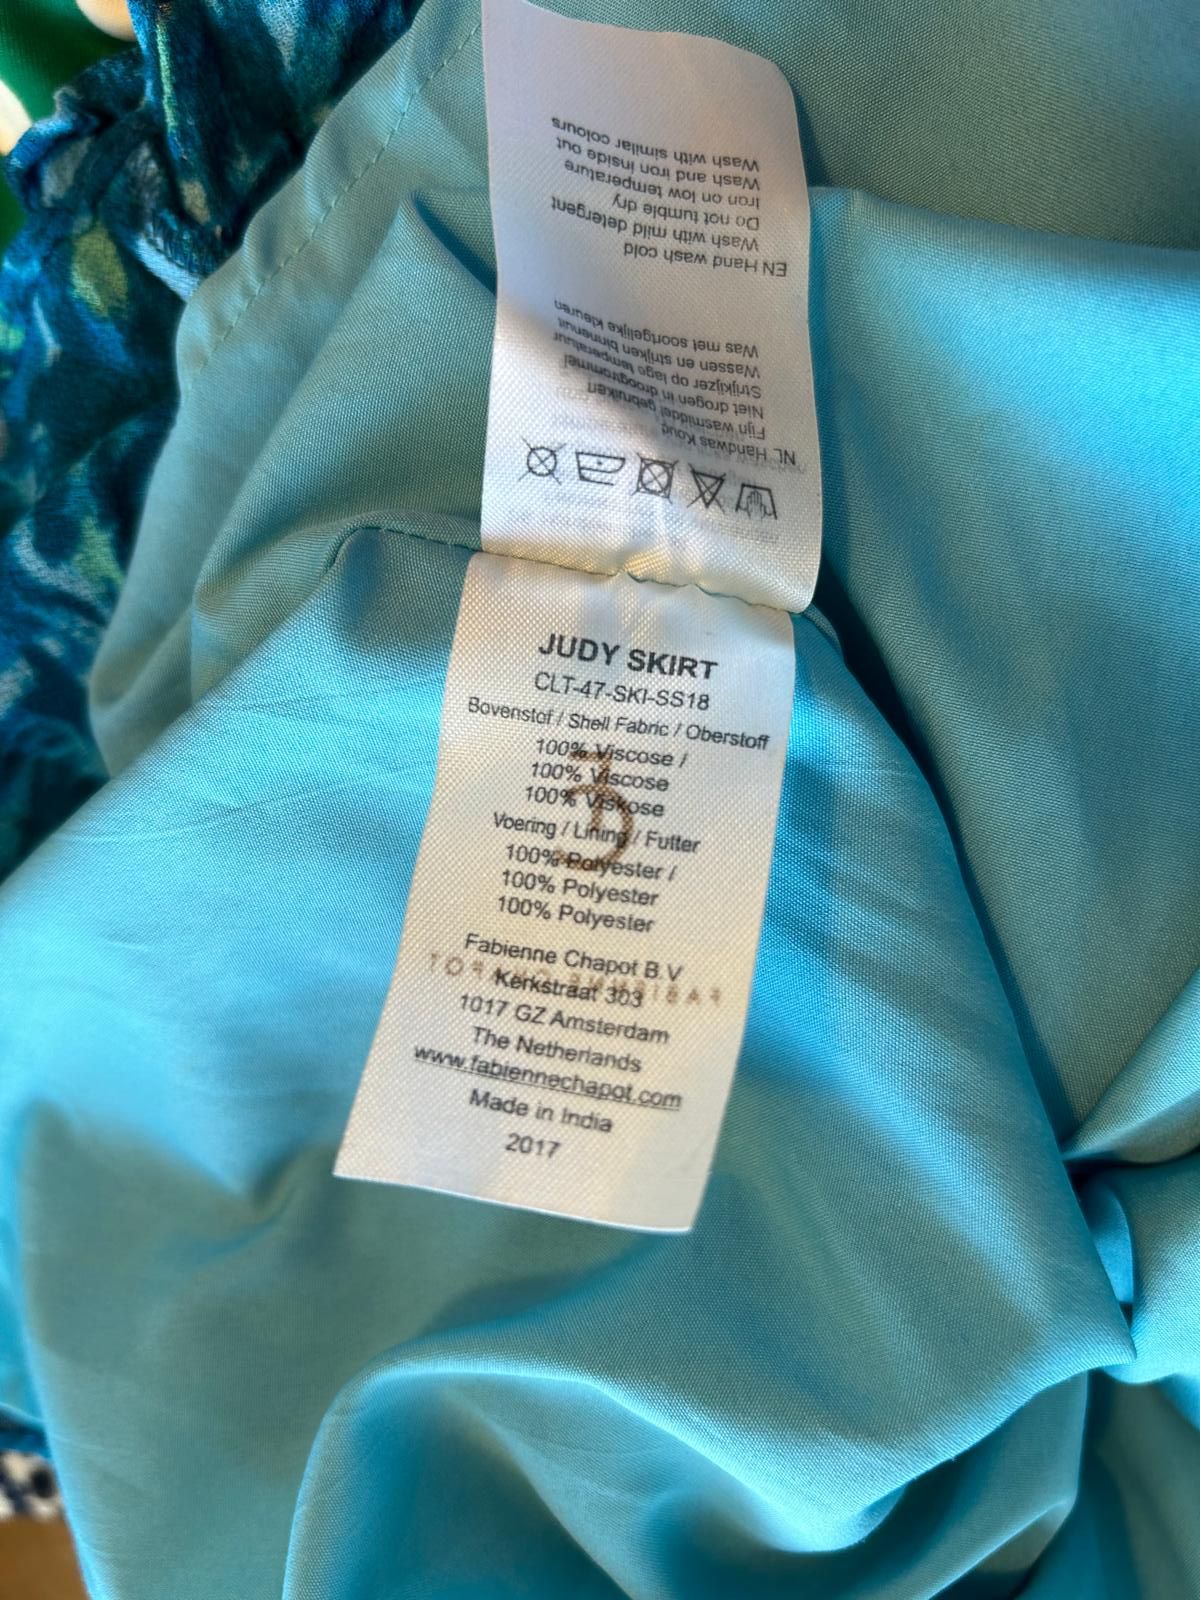 EN Hand wash cold
Wash with mild detergent
Do not tumble dry
Iron on low temperature
Wash and iron inside out
Wash with similar colours
NL Handwas Koud
Fijn wasmiddel gebruiken
Niet drogen in droogtrommel
Strijkijzer op lage temperatuur
Wassen en strijken binnenuit
Was met soortgelijke kleuren
JUDY SKIRT
CLT-47-SKI-SS18
Bovenstof / Shell Fabric / Oberstoff
100% Viscose /
100% Viscose
100% Viskose
Voering / Lining / Futter
100% Polyester /
100% Polyester
100% Polyester
Fabienne Chapot B.V
Kerkstraat 303
1017 GZ Amsterdam
The Netherlands
www.fabiennechapot.com
Made in India
2017